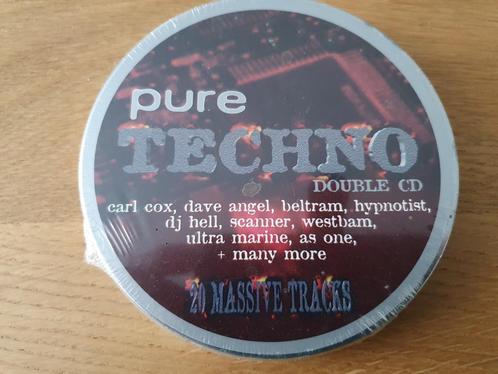 pure
TECHNO
DOUBLE CD
carl cox, dave angel, beltram, hypnotist,
dj hell, scanner, westbam,
ultra marine, as one,
+ many more
20 MASSIVE TRACKS